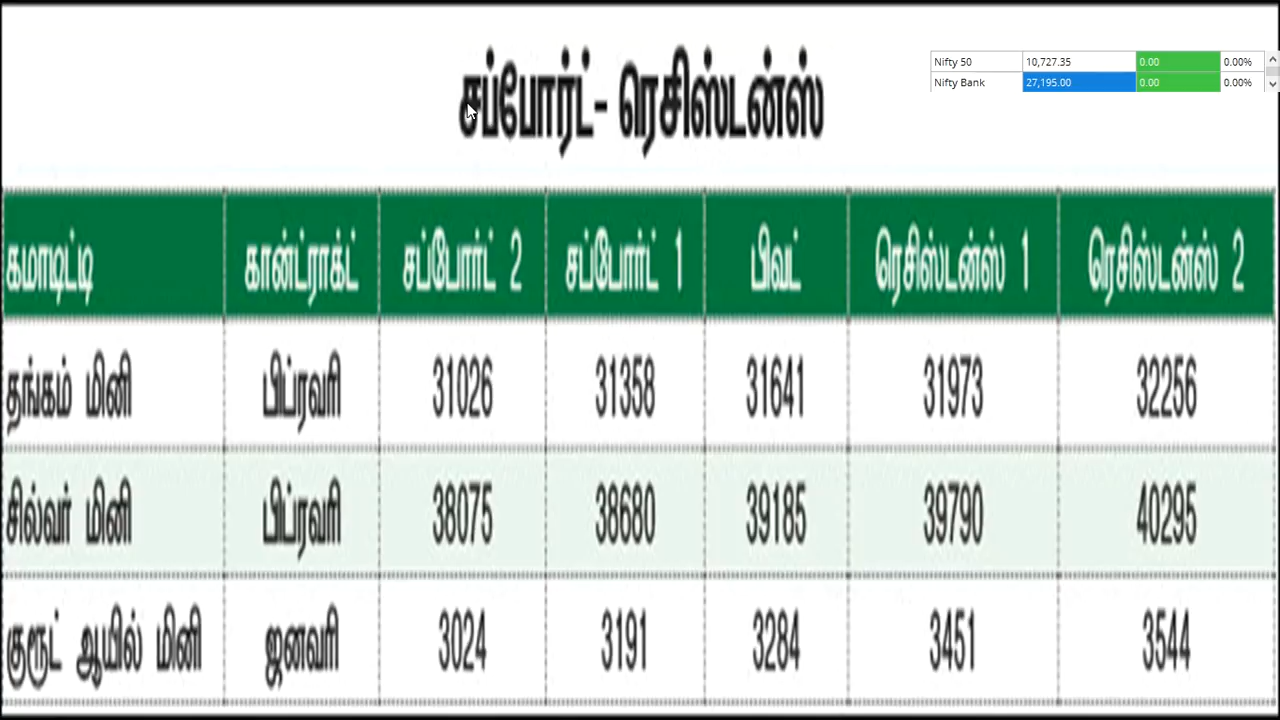 Nifty 50 10,727.35 0.00 0.00%
Nifty Bank 27,195.00 0.00 0.00%
சப்போர்ட்- ரெசிஸ்டன்ஸ்
கமாடிட்டி கான்ட்ராக்ட் சப்போர்ட் 2 சப்போர்ட் 1 பிவட் ரெசிஸ்டன்ஸ் 1 ரெசிஸ்டன்ஸ் 2
தங்கம் மினி பிப்ரவரி 31026 31358 31641 31973 32256
சில்வர் மினி பிப்ரவரி 38075 38680 39185 39790 40295
குரூட் ஆயில் மினி ஜனவரி 3024 3191 3284 3451 3544